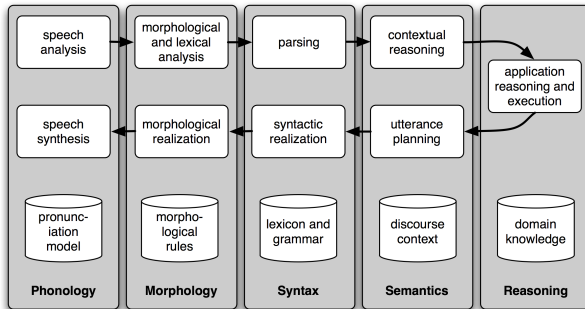 speech
analysis
morphological
and lexical
analysis
parsing
contextual
reasoning
application
reasoning and
execution
speech
synthesis
morphological
realization
syntactic
realization
utterance
planning
pronunc-
iation
model
morpho-
logical
rules
lexicon and
grammar
discourse
context
domain
knowledge
Phonology
Morphology
Syntax
Semantics
Reasoning